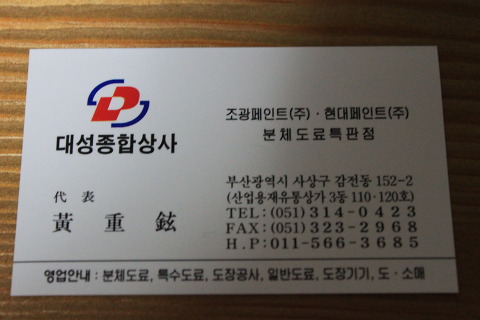 대성종합상사
代 表
黃 重 鉉
조광페인트(주) · 현대페인트(주)
분체도료특판점
부산광역시 사상구 감전동 152-2
(산업용재유통상가 3동 110·120호)
TEL:(051) 314-0423
FAX:(051) 323-2968
H.P:011-566-3685
영업안내 : 분체도료, 특수도료, 도장공사, 일반도료, 도장기기, 도·소매